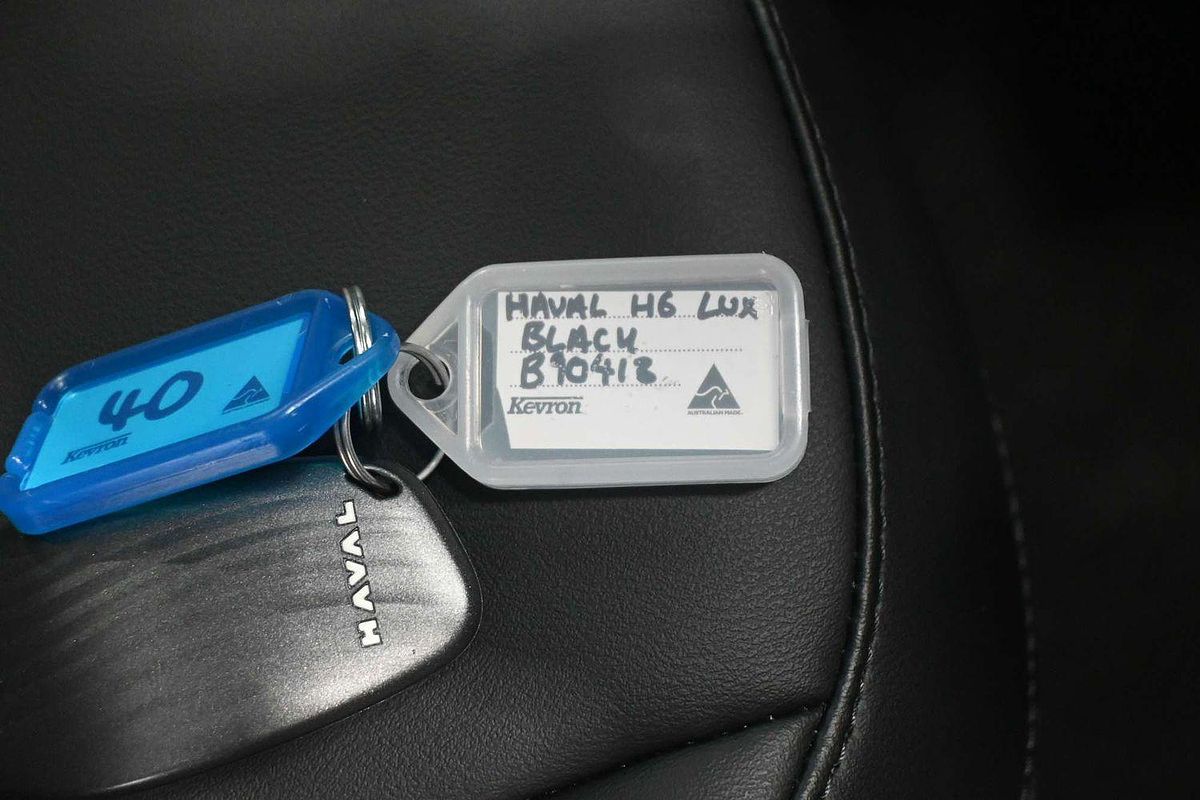 HAVAL H6 LUX
BLACK
B90418
Kevron
AUSTRALIAN MADE
40
Kevron
HAVAL